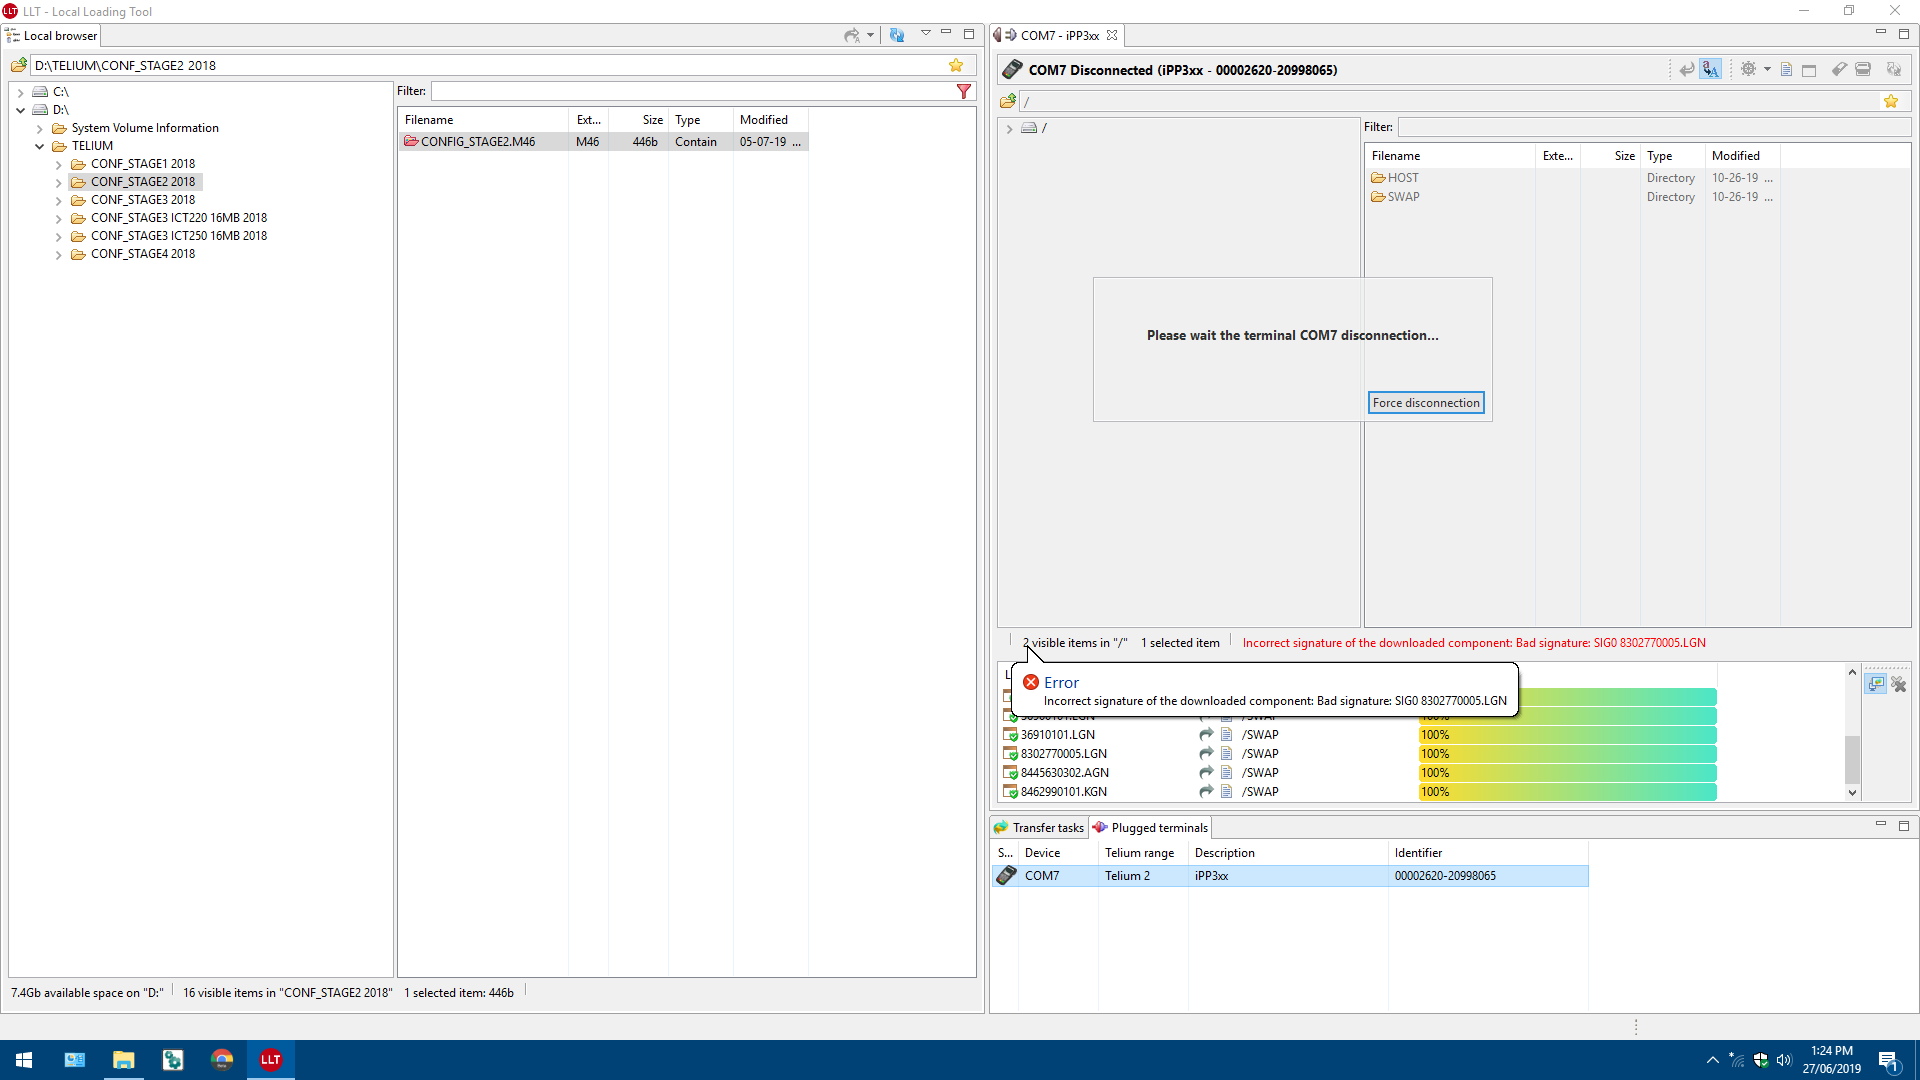 LLT LLT - Local Loading Tool
Local browser
D:\TELIUM\CONF_STAGE2 2018
C:\
D:\
System Volume Information
TELIUM
CONF_STAGE1 2018
CONF_STAGE2 2018
CONF_STAGE3 2018
CONF_STAGE3 ICT220 16MB 2018
CONF_STAGE3 ICT250 16MB 2018
CONF_STAGE4 2018
Filter:
Filename Ext... Size Type Modified
CONFIG_STAGE2.M46 M46 446b Contain 05-07-19 ...
7.4Gb available space on "D:" 16 visible items in "CONF_STAGE2 2018" 1 selected item: 446b
COM7 - iPP3xx
COM7 Disconnected (iPP3xx - 00002620-20998065)
/
/
Filter:
Filename Exte... Size Type Modified
HOST Directory 10-26-19 ...
SWAP Directory 10-26-19 ...
Please wait the terminal COM7 disconnection...
Force disconnection
2 visible items in "/" 1 selected item Incorrect signature of the downloaded component: Bad signature: SIG0 8302770005.LGN
Error
Incorrect signature of the downloaded component: Bad signature: SIG0 8302770005.LGN
/SWAP 100%
36910101.LGN /SWAP 100%
8302770005.LGN /SWAP 100%
8445630302.AGN /SWAP 100%
8462990101.KGN /SWAP 100%
Transfer tasks Plugged terminals
S... Device Telium range Description Identifier
COM7 Telium 2 iPP3xx 00002620-20998065
LLT
1:24 PM
27/06/2019
1